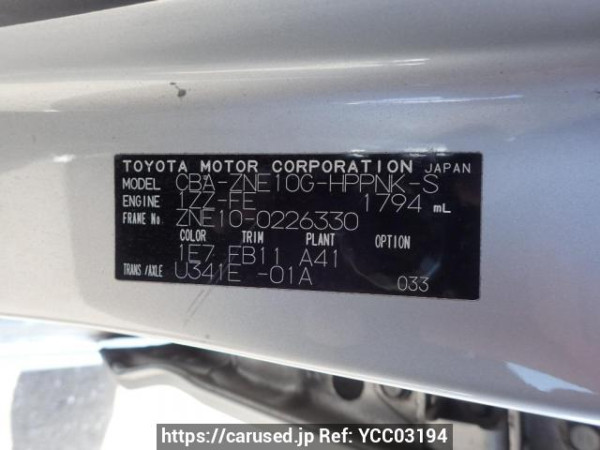 TOYOTA MOTOR CORPORATION JAPAN
MODEL CBA-ZNE10G-HPPNK-S
ENGINE 1ZZ-FE 1794 mL
FRAME No. ZNE10-0226330
COLOR TRIM PLANT OPTION
1E7 FB11 A41
TRANS/AXLE U341E -01A 033
https://carused.jp Ref: YCC03194